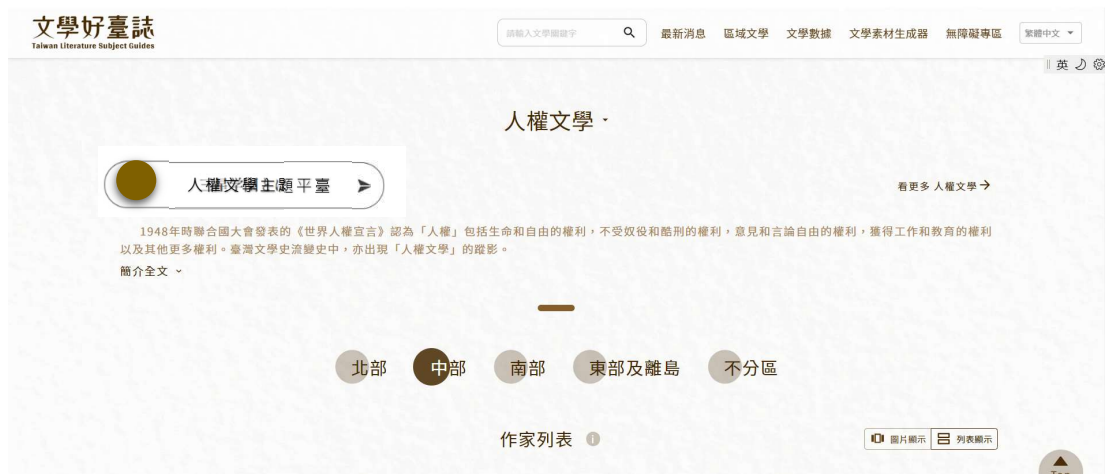 文學好臺誌
Taiwan Literature Subject Guides
請輸入文學關鍵字
最新消息 區域文學 文學數據 文學素材生成器 無障礙專區 繁體中文
英
人權文學
人權文學主題平臺
看更多 人權文學
1948年時聯合國大會發表的《世界人權宣言》認為「人權」包括生命和自由的權利,不受奴役和酷刑的權利,意見和言論自由的權利,獲得工作和教育的權利
以及其他更多權利。臺灣文學史流變史中,亦出現「人權文學」的蹤影。
簡介全文
北部 中部 南部 東部及離島 不分區
作家列表
圖片顯示 列表顯示
Top